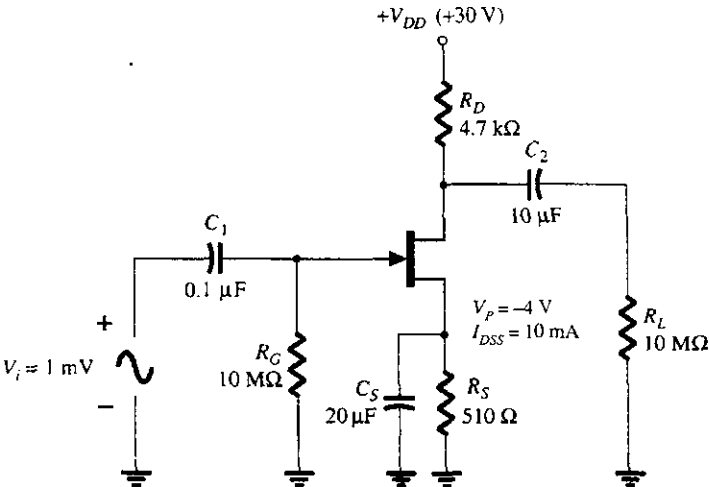 +V_DD (+30 V)
R_D
4.7 kΩ
C_2
10 μF
C_1
0.1 μF
V_P = −4 V
I_DSS = 10 mA
R_L
10 MΩ
+
V_i = 1 mV
−
R_G
10 MΩ
C_S
20 μF
R_S
510 Ω